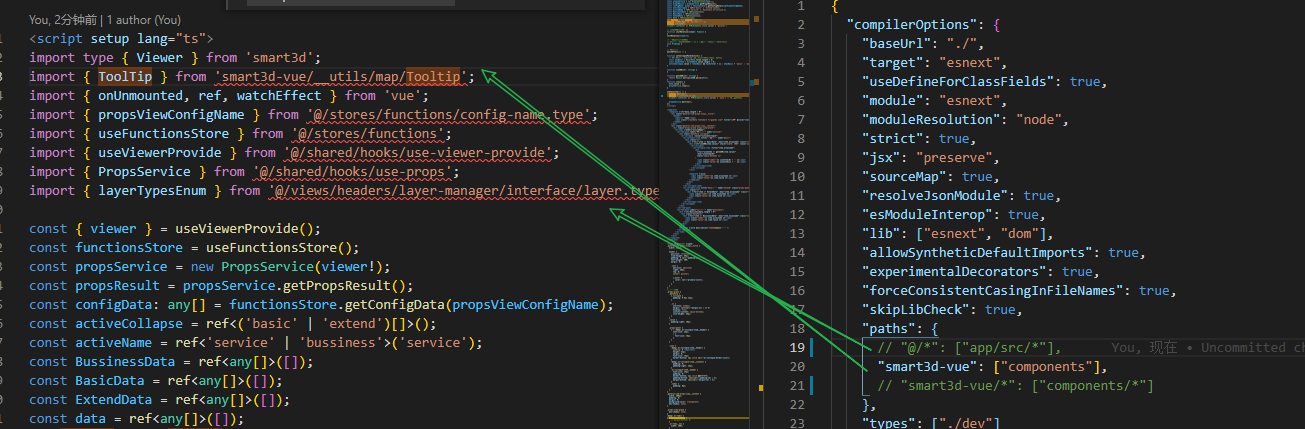 You, 2分钟前 | 1 author (You)
<script setup lang="ts">
import type { Viewer } from 'smart3d';
import { ToolTip } from 'smart3d-vue/__utils/map/Tooltip';
import { onUnmounted, ref, watchEffect } from 'vue';
import { propsViewConfigName } from '@/stores/functions/config-name.type';
import { useFunctionsStore } from '@/stores/functions';
import { useViewerProvide } from '@/shared/hooks/use-viewer-provide';
import { PropsService } from '@/shared/hooks/use-props';
import { layerTypesEnum } from '@/views/headers/layer-manager/interface/layer.type
const { viewer } = useViewerProvide();
const functionsStore = useFunctionsStore();
const propsService = new PropsService(viewer!);
const propsResult = propsService.getPropsResult();
const configData: any[] = functionsStore.getConfigData(propsViewConfigName);
const activeCollapse = ref<('basic' | 'extend')[]>();
const activeName = ref<'service' | 'bussiness'>('service');
const BussinessData = ref<any[]>([]);
const BasicData = ref<any[]>([]);
const ExtendData = ref<any[]>([]);
const data = ref<any[]>([]);
1 {
2 "compilerOptions": {
3 "baseUrl": "./",
4 "target": "esnext",
5 "useDefineForClassFields": true,
6 "module": "esnext",
7 "moduleResolution": "node",
8 "strict": true,
9 "jsx": "preserve",
10 "sourceMap": true,
11 "resolveJsonModule": true,
12 "esModuleInterop": true,
13 "lib": ["esnext", "dom"],
14 "allowSyntheticDefaultImports": true,
15 "experimentalDecorators": true,
16 "forceConsistentCasingInFileNames": true,
17 "skipLibCheck": true,
18 "paths": {
19 // "@/*": ["app/src/*"], You, 现在 • Uncommitted ch
20 "smart3d-vue": ["components"],
21 // "smart3d-vue/*": ["components/*"]
22 },
23 "types": ["./dev"]